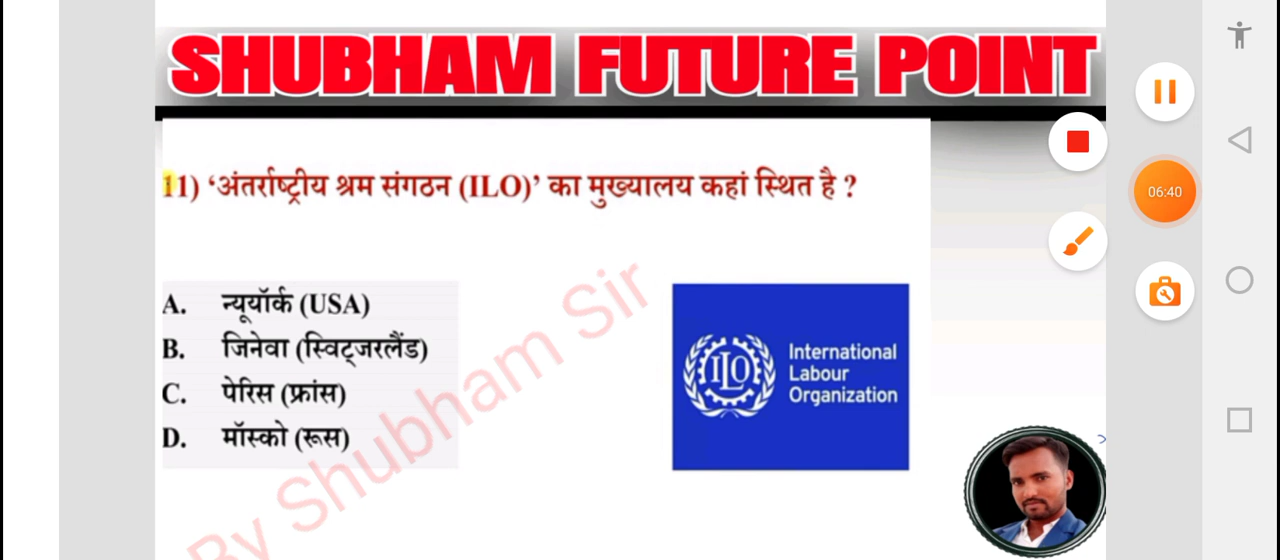 SHUBHAM FUTURE POINT
11) ‘अंतर्राष्ट्रीय श्रम संगठन (ILO)’ का मुख्यालय कहां स्थित है ?
A. न्यूयॉर्क (USA)
B. जिनेवा (स्विट्जरलैंड)
C. पेरिस (फ्रांस)
D. मॉस्को (रूस)
ILO
International
Labour
Organization
By Shubham Sir
06:40